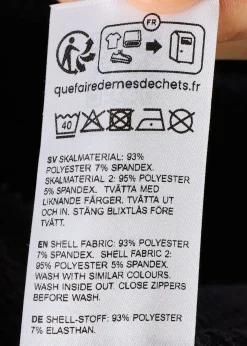 FR
quefairedemesdechets.fr
40
SV SKALMATERIAL: 93%
POLYESTER 7% SPANDEX.
SKALMATERIAL 2: 95% POLYESTER
5% SPANDEX. TVÄTTA MED
LIKNANDE FÄRGER, TVÄTTA UT
OCH IN. STÄNG BLIXTLÅS FÖRE
TVÄTT.
EN SHELL FABRIC: 93% POLYESTER
7% SPANDEX. SHELL FABRIC 2:
95% POLYESTER 5% SPANDEX.
WASH WITH SIMILAR COLOURS.
WASH INSIDE OUT. CLOSE ZIPPERS
BEFORE WASH.
DE SHELL-STOFF: 93% POLYESTER
7% ELASTHAN.